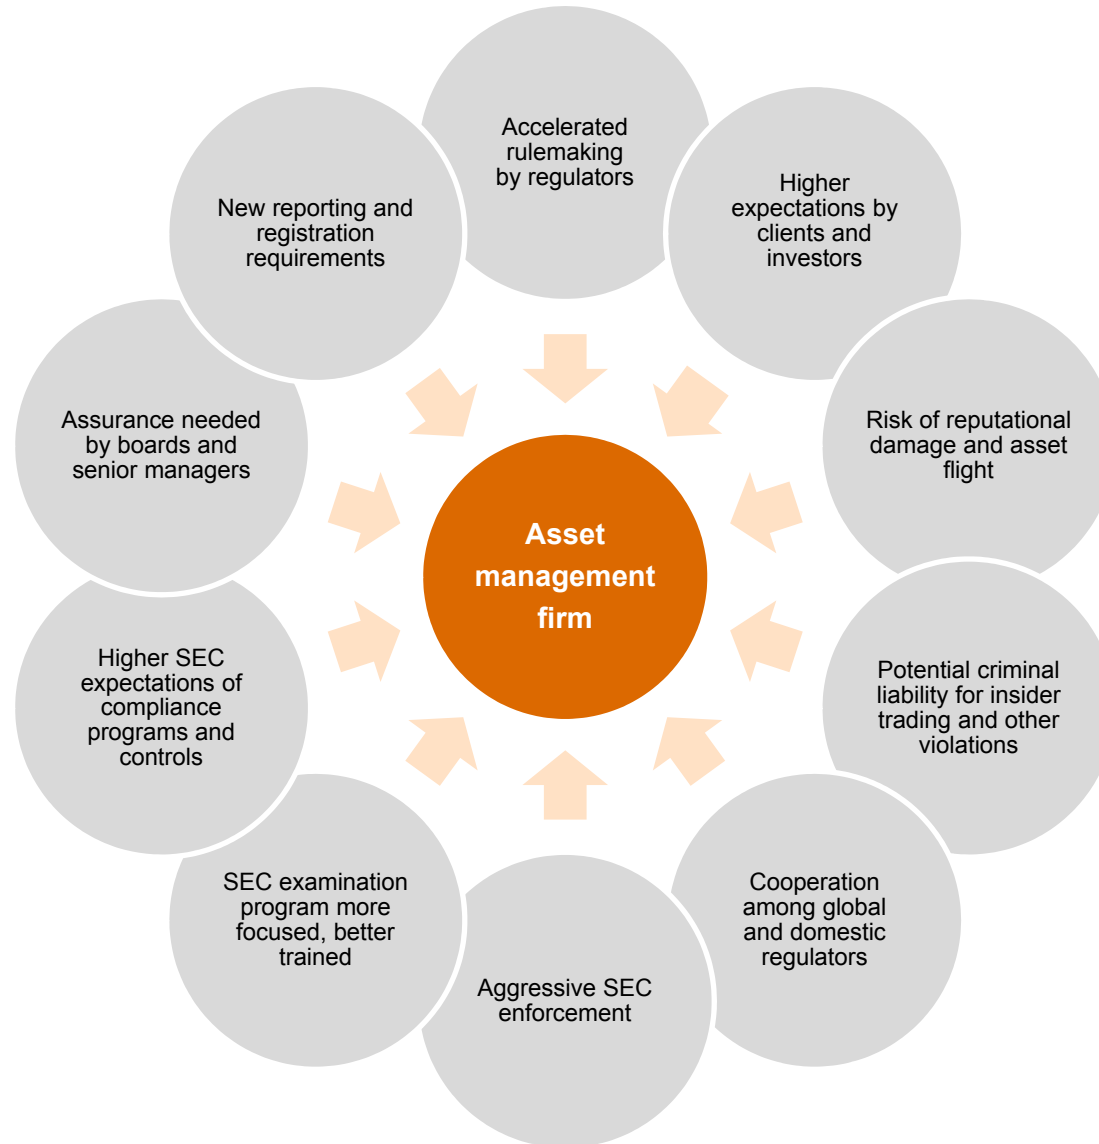 Accelerated
rulemaking
by regulators
Higher
expectations by
clients and
investors
Risk of reputational
damage and asset
flight
Potential criminal
liability for insider
trading and other
violations
Cooperation
among global
and domestic
regulators
Aggressive SEC
enforcement
SEC examination
program more
focused, better
trained
Higher SEC
expectations of
compliance
programs and
controls
Assurance needed
by boards and
senior managers
New reporting and
registration
requirements
Asset
management
firm